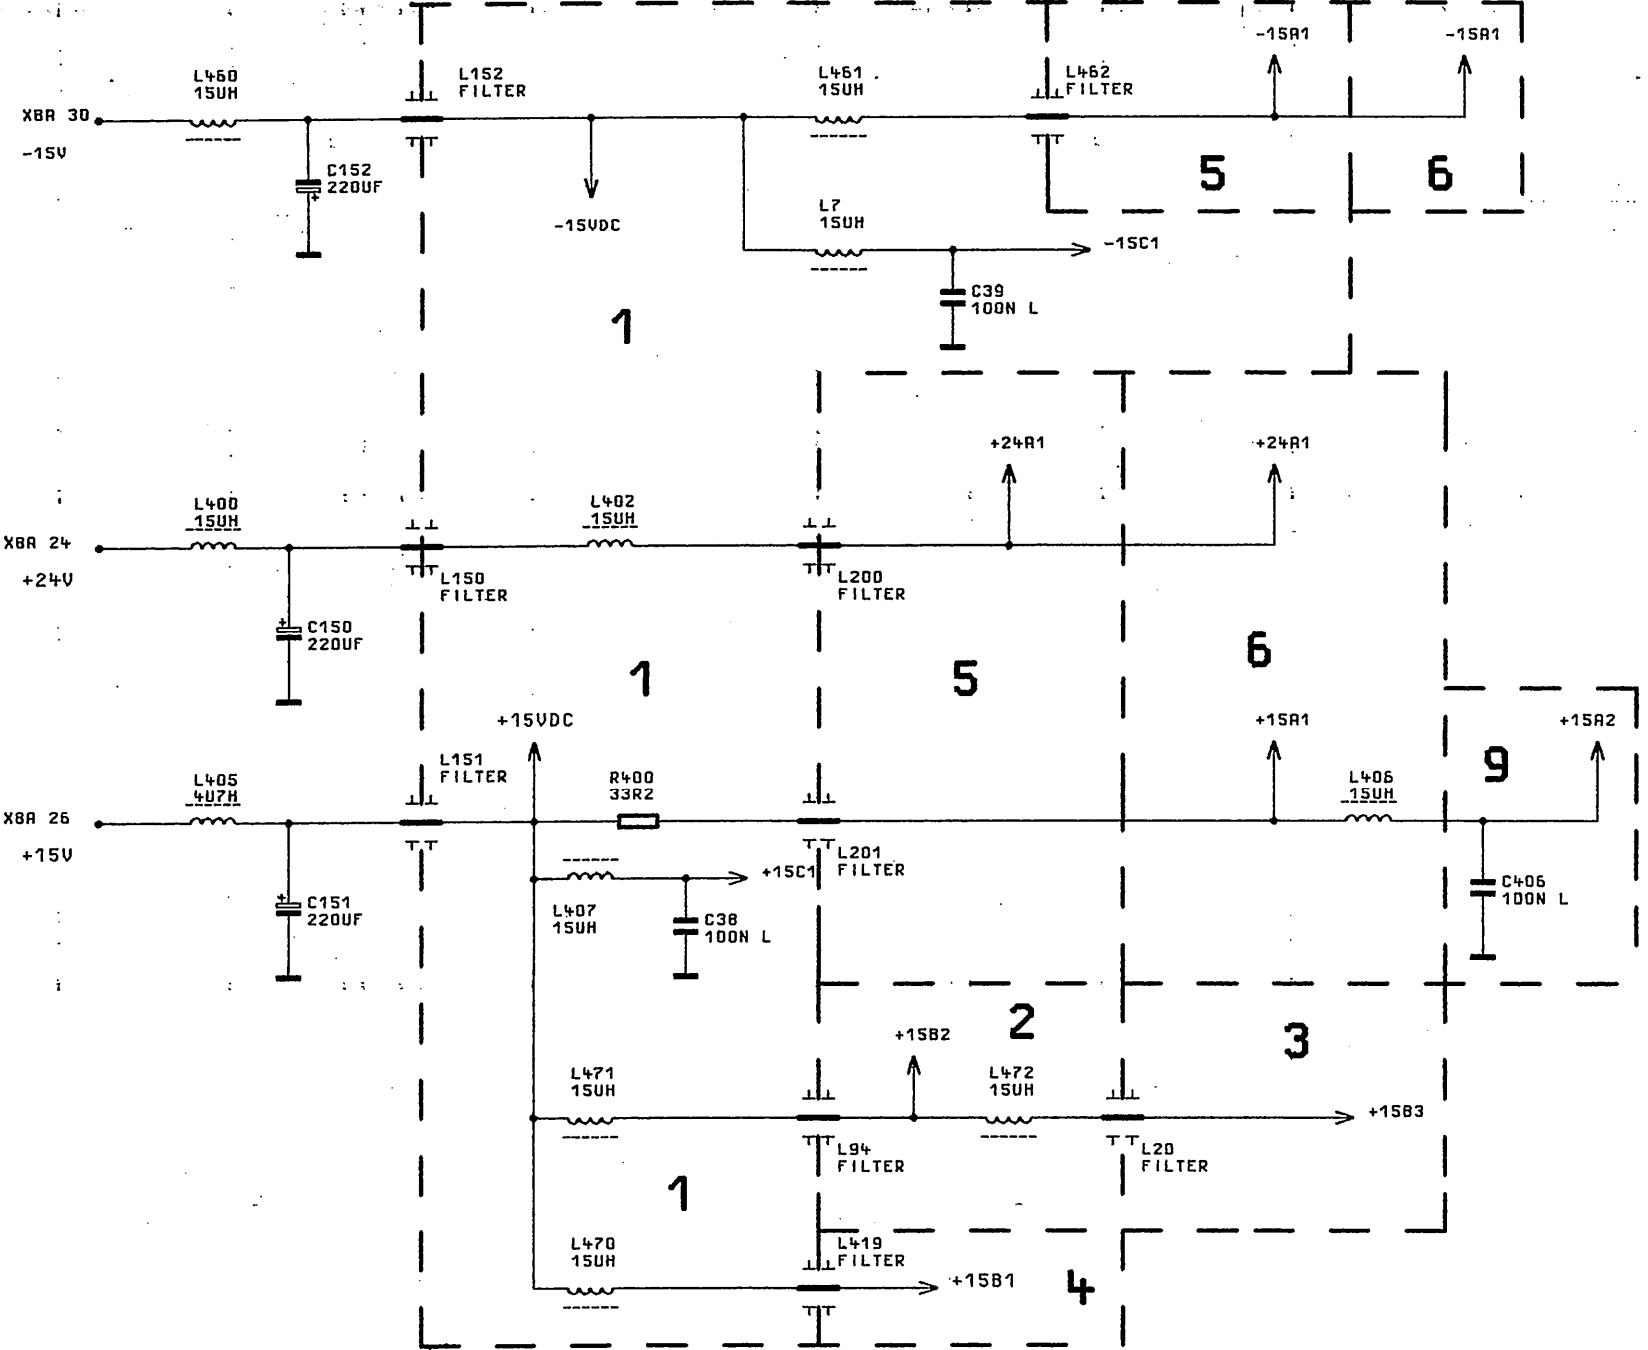 -15A1
-15A1
L460
15UH
L152
FILTER
L461
15UH
L462
FILTER
X8A 30
-15V
C152
220UF
5
6
-15VDC
L7
15UH
-15C1
C39
100N L
1
+24A1
+24A1
L400
15UH
L402
15UH
X8A 24
+24V
L150
FILTER
L200
FILTER
C150
220UF
1
5
6
+15VDC
+15A1
+15A2
L151
FILTER
9
L405
4U7H
R400
33R2
L406
15UH
X8A 26
+15V
L201
FILTER
+15C1
C151
220UF
L407
15UH
C38
100N L
C406
100N L
2
3
+15B2
L471
15UH
L472
15UH
+15B3
L94
FILTER
L20
FILTER
1
L470
15UH
L419
FILTER
+15B1
4